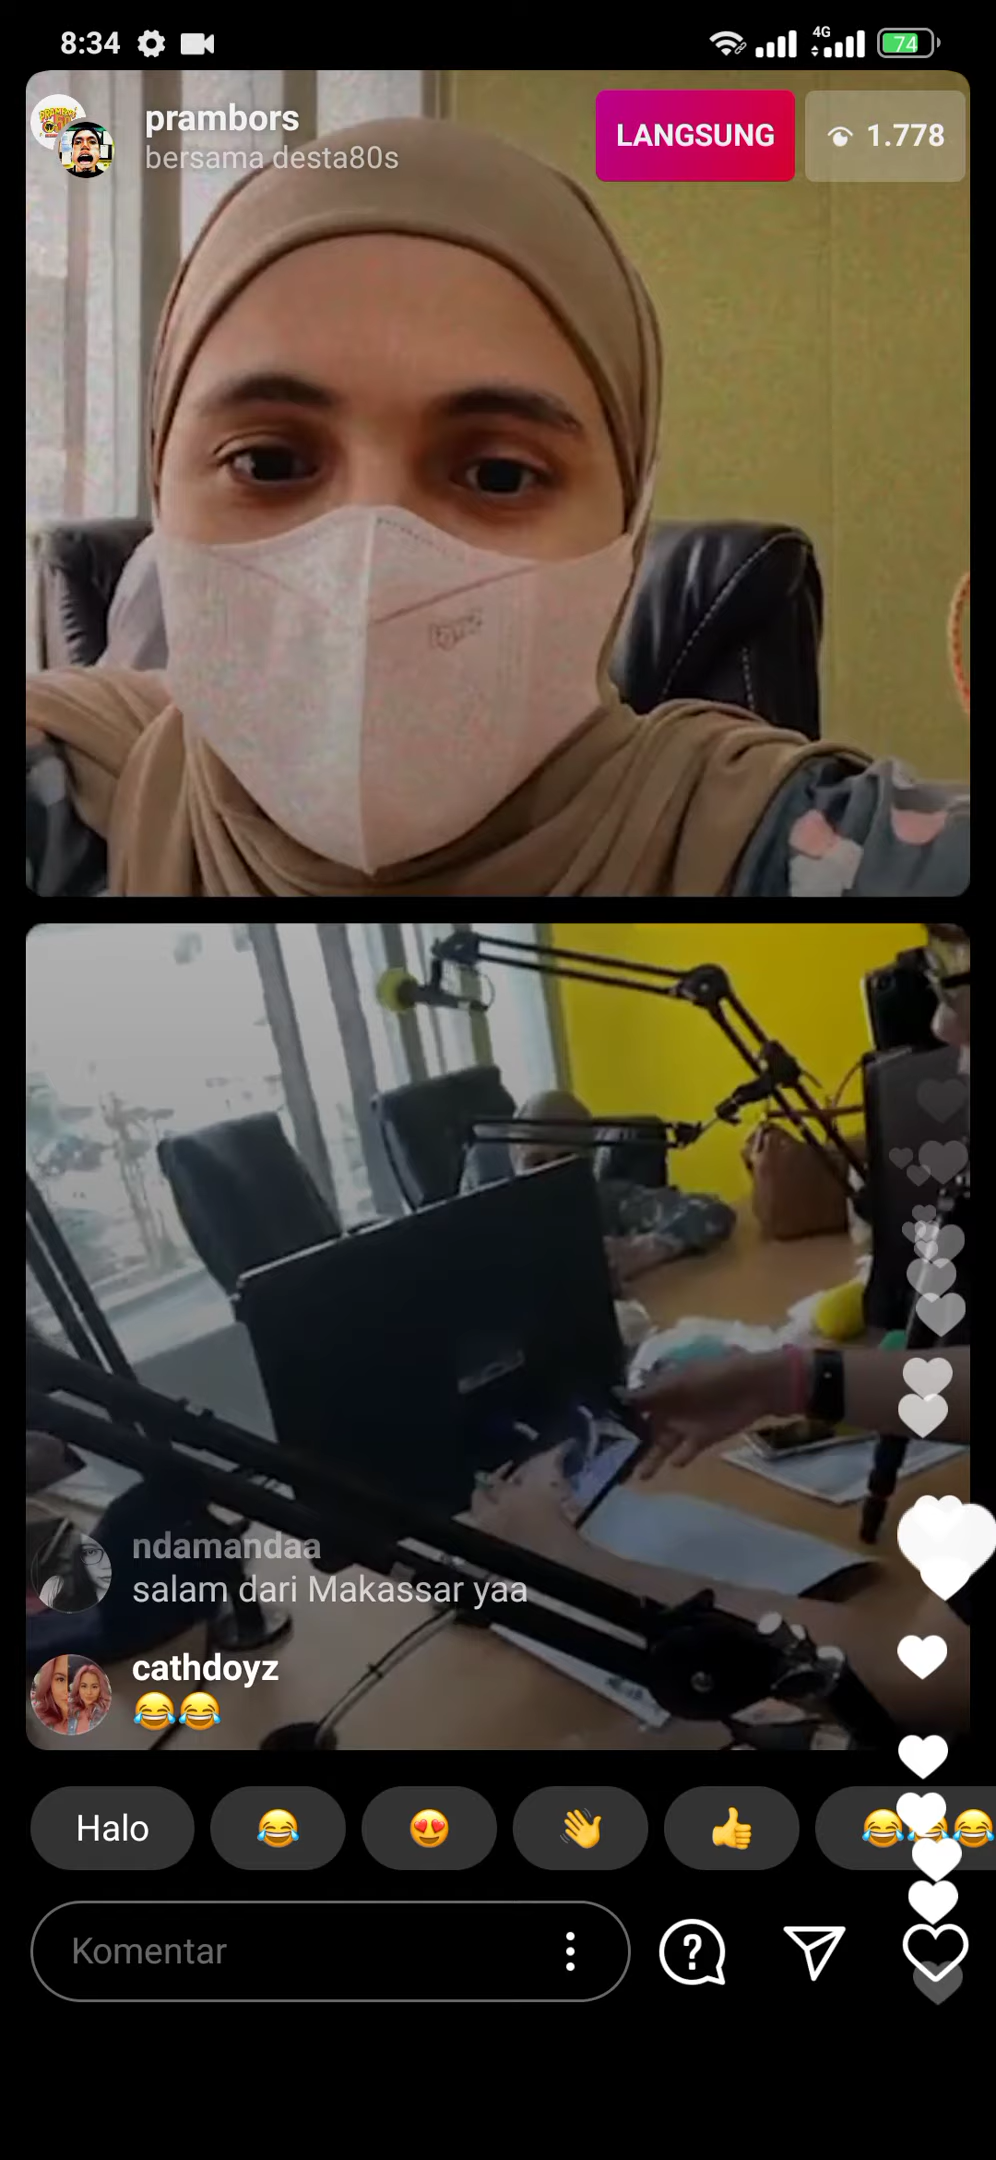 8:34
4G
74
prambors
bersama desta80s
LANGSUNG
1.778
ndamandaa
salam dari Makassar yaa
cathdoyz
😂😂
Halo
😂
😍
👋
👍
😂😂😂
Komentar